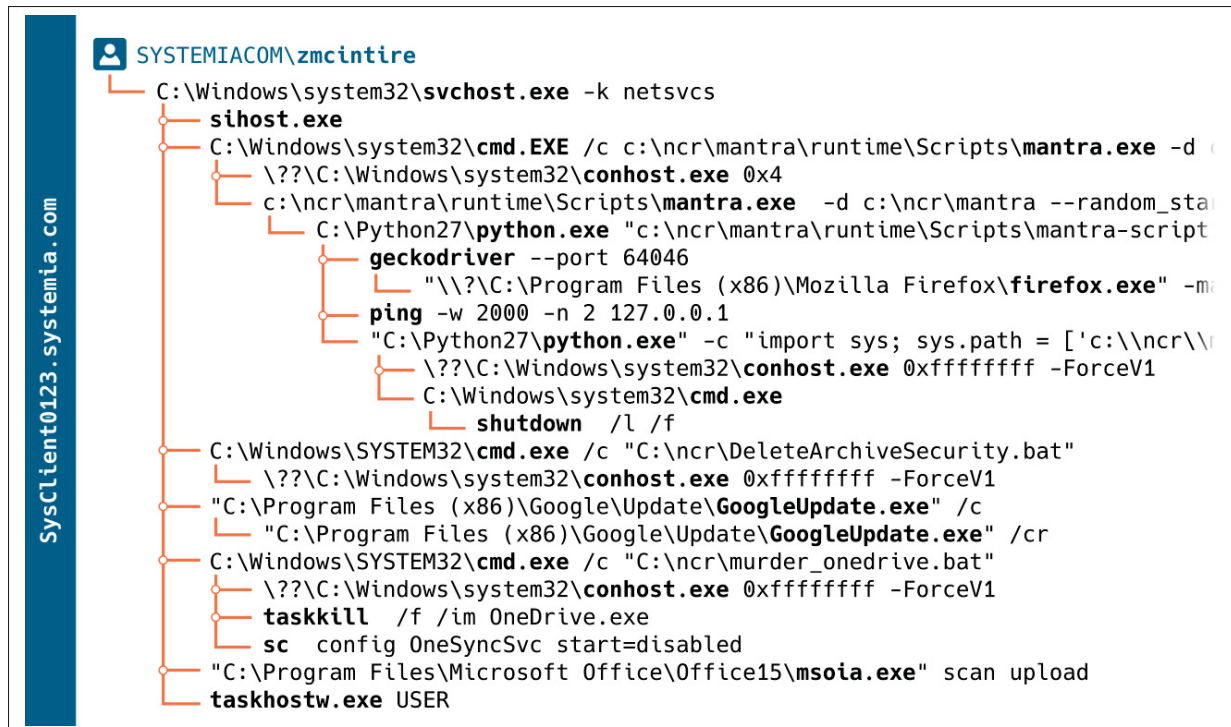 SysClient0123.systemia.com
SYSTEMIACOM\zmcintire
C:\Windows\system32\svchost.exe -k netsvcs
sihost.exe
C:\Windows\system32\cmd.EXE /c c:\ncr\mantra\runtime\Scripts\mantra.exe -d
\??\C:\Windows\system32\conhost.exe 0x4
c:\ncr\mantra\runtime\Scripts\mantra.exe -d c:\ncr\mantra --random_sta
C:\Python27\python.exe "c:\ncr\mantra\runtime\Scripts\mantra-script
geckodriver --port 64046
"\\?\C:\Program Files (x86)\Mozilla Firefox\firefox.exe" -ma
ping -w 2000 -n 2 127.0.0.1
"C:\Python27\python.exe" -c "import sys; sys.path = ['c:\\ncr\\
\??\C:\Windows\system32\conhost.exe 0xffffffff -ForceV1
C:\Windows\system32\cmd.exe
shutdown /l /f
C:\Windows\SYSTEM32\cmd.exe /c "C:\ncr\DeleteArchiveSecurity.bat"
\??\C:\Windows\system32\conhost.exe 0xffffffff -ForceV1
"C:\Program Files (x86)\Google\Update\GoogleUpdate.exe" /c
"C:\Program Files (x86)\Google\Update\GoogleUpdate.exe" /cr
C:\Windows\SYSTEM32\cmd.exe /c "C:\ncr\murder_onedrive.bat"
\??\C:\Windows\system32\conhost.exe 0xffffffff -ForceV1
taskkill /f /im OneDrive.exe
sc config OneSyncSvc start=disabled
"C:\Program Files\Microsoft Office\Office15\msoia.exe" scan upload
taskhostw.exe USER